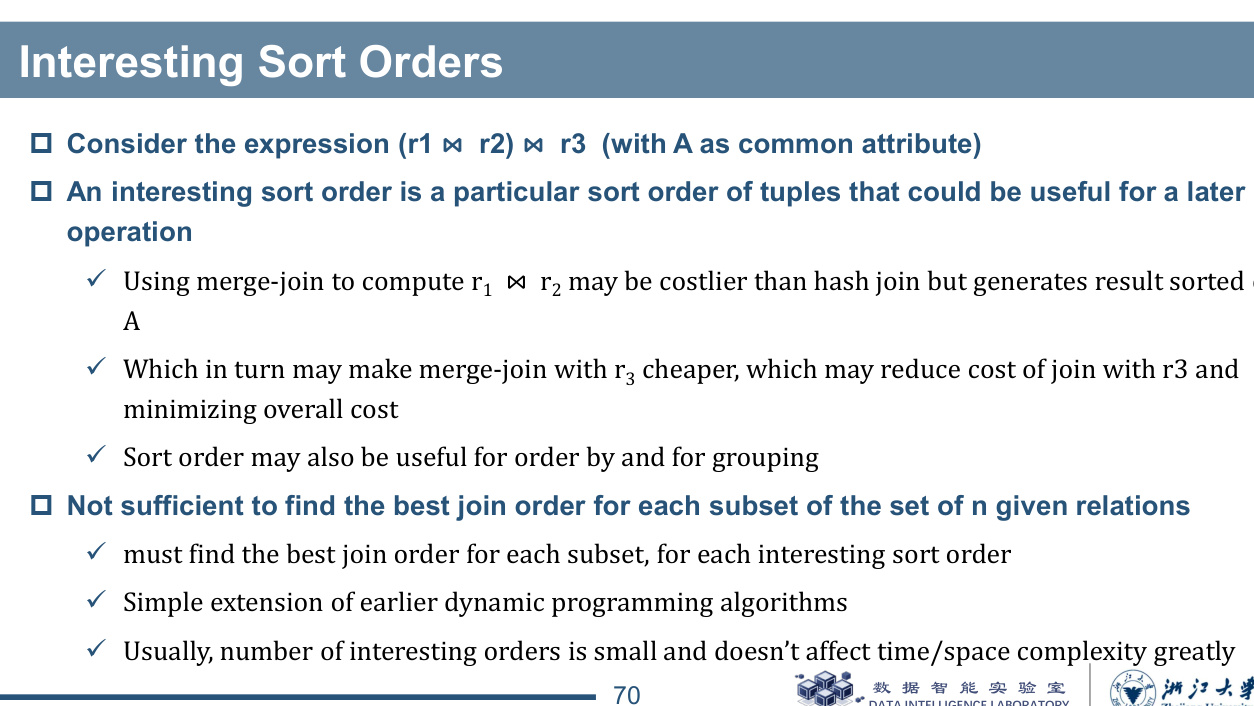 Interesting Sort Orders
Consider the expression (r1 ⋈ r2) ⋈ r3 (with A as common attribute)
An interesting sort order is a particular sort order of tuples that could be useful for a later
operation
Using merge-join to compute r1 ⋈ r2 may be costlier than hash join but generates result sorted
A
Which in turn may make merge-join with r3 cheaper, which may reduce cost of join with r3 and
minimizing overall cost
Sort order may also be useful for order by and for grouping
Not sufficient to find the best join order for each subset of the set of n given relations
must find the best join order for each subset, for each interesting sort order
Simple extension of earlier dynamic programming algorithms
Usually, number of interesting orders is small and doesn’t affect time/space complexity greatly
70
数据智能实验室
DATA INTELLIGENCE LABORATORY
浙江大学